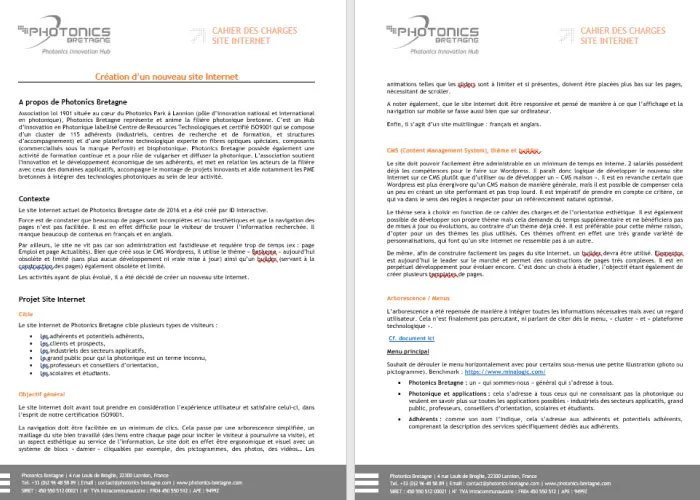 PHOTONICS
BRETAGNE
Photonics Innovation Hub
CAHIER DES CHARGES
SITE INTERNET
Création d'un nouveau site Internet
A propos de Photonics Bretagne
Association loi 1901 située au cœur du Photonics Park à Lannion (pôle d'innovation national et international
en photonique), Photonics Bretagne représente et anime la filière photonique bretonne. C'est un Hub
d'Innovation en Photonique labellisé Centre de Ressources Technologiques et certifié ISO9001 qui se compose
d'un cluster de 115 adhérents (industriels, centres de recherche et de formation, et structures
d'accompagnement) et d'une plateforme technologique experte en fibres optiques spéciales, composants
(commercialisés sous la marque Perfos®) et biophotonique. Photonics Bretagne possède également une
activité de formation continue et a pour rôle de vulgariser et diffuser la photonique. L'association soutient
l'innovation et le développement économique de ses adhérents, et met en relation les acteurs de la filière
avec ceux des domaines applicatifs, accompagne le montage de projets innovants et aide notamment les PME
bretonnes à intégrer des technologies photoniques au sein de leur activité.
Contexte
Le site Internet actuel de Photonics Bretagne date de 2016 et a été créé par ID Interactive.
Force est de constater que beaucoup de pages sont incomplètes et/ou inesthétiques et que la navigation des
pages n'est pas facilitée. Il est en effet difficile pour le visiteur de trouver l'information recherchée. Il
manque beaucoup de contenus en français et en anglais.
Par ailleurs, le site ne vit pas car son administration est fastidieuse et requière trop de temps (ex : page
Emploi et page Actualités). Bien que créé sous le CMS Wordpress, il utilise le thème « » aujourd'hui
obsolète et limité (sans plus aucun développement ni vraie mise à jour) ainsi qu'un builder (servant à la
construction des pages) également obsolète et limité.
Les activités ayant de plus évolué, il a été décidé de créer un nouveau site Internet.
Projet Site Internet
Cible
Le site Internet de Photonics Bretagne cible plusieurs types de visiteurs :
• Les adhérents et potentiels adhérents,
• Les clients et prospects,
• Les industriels des secteurs applicatifs,
• Le grand public pour qui la photonique est un terme inconnu,
• Les professeurs et conseillers d'orientation,
• Les scolaires et étudiants.
Objectif général
Le site Internet doit avant tout prendre en considération l'expérience utilisateur et satisfaire celui-ci, dans
l'esprit de notre certification ISO9001.
La navigation doit être facilitée en un minimum de clics. Cela passe par une arborescence simplifiée, un
maillage du site bien travaillé (des liens entre chaque page pour inciter le visiteur à poursuivre sa visite), et
un aspect esthétique au service de l'information. Le site doit en effet être ergonomique et visuel avec un
système de blocs « damier » cliquables par exemple, des pictogrammes, des photos, des vidéos… Les
Photonics Bretagne | 4 rue Louis de Broglie, 22300 Lannion, France
Tel. +33 (0)2 96 48 58 89 | Email : contact@photonics-bretagne.com | www.photonics-bretagne.com
SIRET : 450 550 512 00021 | N° TVA intracommunautaire : FR04 450 550 512 | APE : 9499Z
PHOTONICS
BRETAGNE
Photonics Innovation Hub
CAHIER DES CHARGES
SITE INTERNET
animations telles que les sliders sont à limiter et si présentes, doivent être placées plus bas sur les pages,
nécessitant de scroller.
A noter également, que le site Internet doit être responsive et pensé de manière à ce que l'affichage et la
navigation sur mobile se fasse aussi bien que sur ordinateur.
Enfin, il s'agit d'un site multilingue : français et anglais.
CMS (Content Management System), thème et builder
Le site doit pouvoir facilement être administrable en un minimum de temps en interne. 2 salariés possèdent
déjà les compétences pour le faire sur Wordpress. Il paraît donc logique de développer le nouveau site
Internet sur ce CMS plutôt que d'utiliser ou de développer un « CMS maison ». Il est en revanche certain que
Wordpress est plus énergivore qu'un CMS maison de manière générale, mais il est possible de compenser cela
un peu en créant un site performant et pas trop lourd. Il est impératif de prendre en compte ce critère, ce
qui va dans le sens des règles à respecter pour un référencement naturel optimisé.
Le thème sera à choisir en fonction de ce cahier des charges et de l'orientation esthétique. Il est également
possible de développer son propre thème mais cela demande du temps supplémentaire et ne bénéficiera pas
de mises à jour ou évolutions, au contraire d'un thème déjà créé. Il est préférable pour cette même raison,
d'opter pour un des thèmes les plus utilisés. Ces thèmes offrent en effet une très grande variété de
personnalisations, qui font qu'un site Internet ne ressemble pas à un autre.
De même, afin de construire facilement les pages du site Internet, un builder devra être utilisé. Elementor
est aujourd'hui le leader sur le marché et permet des constructions de pages très complexes. Il est en
perpétuel développement pour évoluer encore. C'est donc un choix à étudier, l'objectif étant également de
créer plusieurs templates de pages.
Arborescence / Menus
L'arborescence a été repensée de manière à intégrer toutes les informations nécessaires mais avec un regard
utilisateur. Cela n'est finalement pas percutant, ni parlant de citer dès le menu, « cluster » et « plateforme
technologique ».
Cf. document ici
Menu principal
Souhait de dérouler le menu horizontalement avec pour certains sous-menus une petite illustration (photo ou
pictogramme). Benchmark : https://www.mmalogic.com/
• Photonics Bretagne : un « qui sommes-nous » général qui s'adresse à tous.
• Photonique et applications : cela s'adresse à tous ceux qui ne connaissent pas la photonique ou
veulent en savoir plus sur toutes les applications possibles - industriels des secteurs applicatifs, grand
public, professeurs, conseillers d'orientation, scolaires et étudiants.
• Adhérents : comme son nom l'indique, cela s'adresse aux adhérents et potentiels adhérents,
comprenant la description des services spécifiquement dédiés aux adhérents.
Photonics Bretagne | 4 rue Louis de Broglie, 22300 Lannion, France
Tel. +33 (0)2 96 48 58 89 | Email : contact@photonics-bretagne.com | www.photonics-bretagne.com
SIRET : 450 550 512 00021 | N° TVA intracommunautaire : FR04 450 550 512 | APE : 9499Z